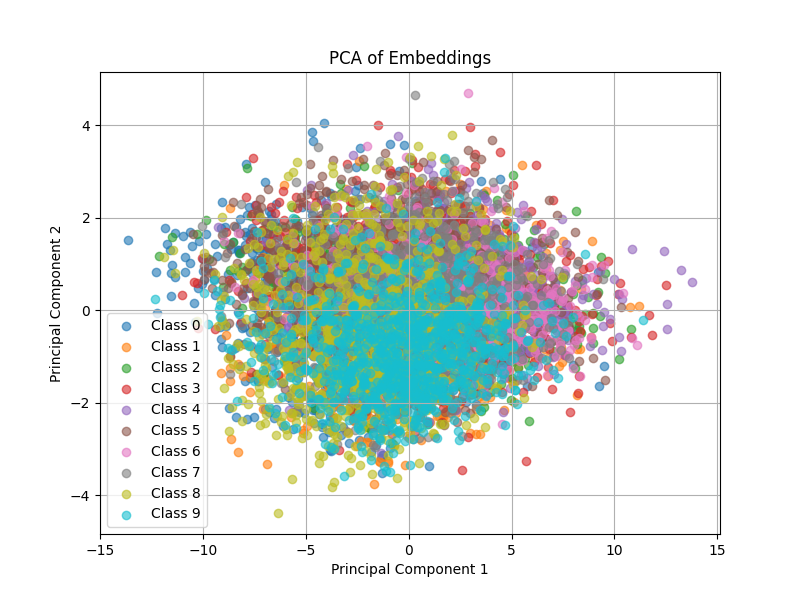 PCA of Embeddings
Principal Component 2
4
2
0
−2
−4
Class 0
Class 1
Class 2
Class 3
Class 4
Class 5
Class 6
Class 7
Class 8
Class 9
−15 −10 −5 0 5 10 15
Principal Component 1